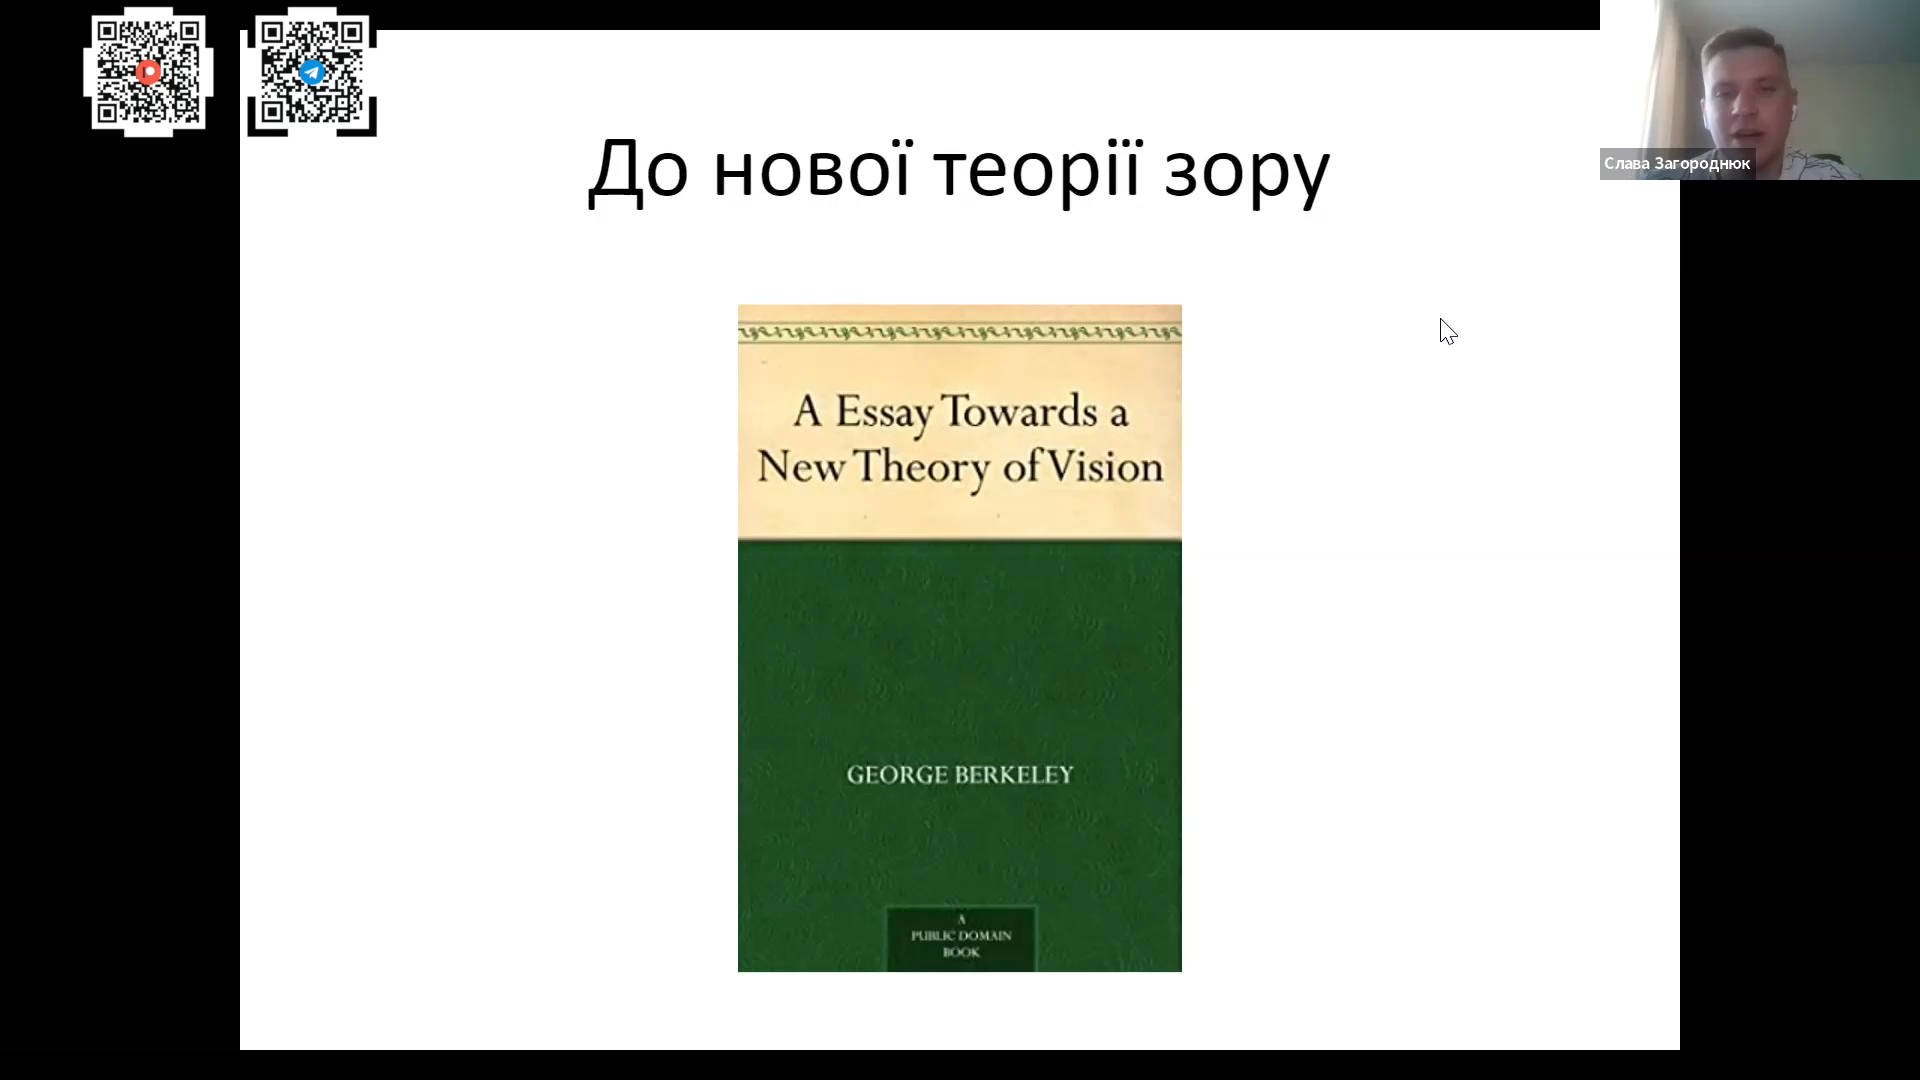 До нової теорії зору
Слава Загороднюк
A Essay Towards a
New Theory of Vision
GEORGE BERKELEY
A
PUBLIC DOMAIN
BOOK